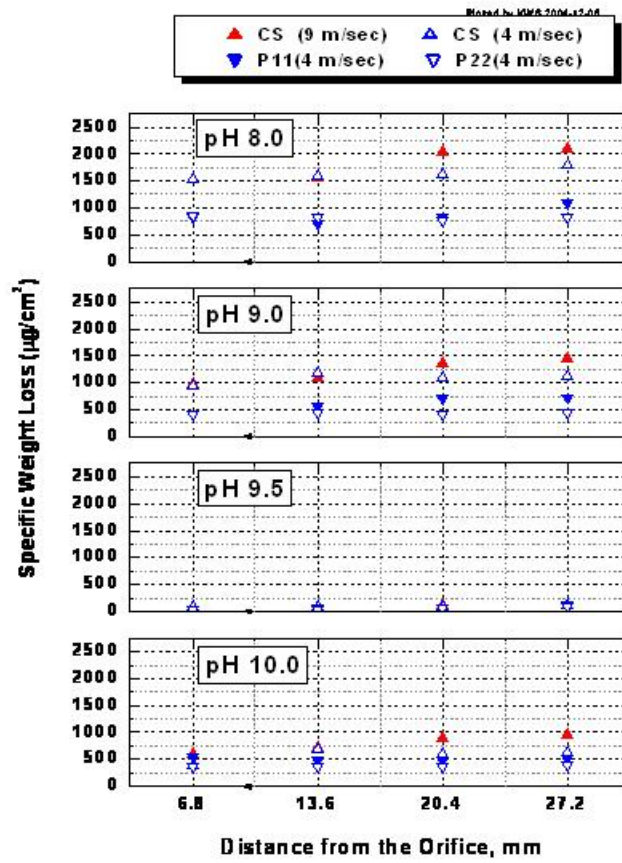 CS (9 m/sec) CS (4 m/sec)
P11(4 m/sec) P22(4 m/sec)
2500
2000
1500
1000
500
0
pH 8.0
2500
2000
1500
1000
500
0
pH 9.0
2500
2000
1500
1000
500
0
pH 9.5
2500
2000
1500
1000
500
0
pH 10.0
Specific Weight Loss (µg/cm²)
6.8 13.6 20.4 27.2
Distance from the Orifice, mm